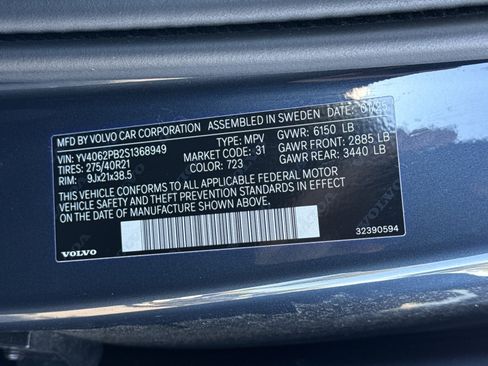 MFD BY VOLVO CAR CORPORATION ASSEMBLED IN SWEDEN DATE: 01/25
VIN: YV4062PB2S1368949 TYPE: MPV GVWR: 6150 LB
TIRES: 275/40R21 MARKET CODE: 31 GAWR FRONT: 2885 LB
RIM: 9Jx21x38.5 COLOR: 723 GAWR REAR: 3440 LB
THIS VEHICLE CONFORMS TO ALL APPLICABLE FEDERAL MOTOR
VEHICLE SAFETY AND THEFT PREVENTION STANDARDS IN EFFECT
ON THE DATE OF MANUFACTURE SHOWN ABOVE.
VOLVO 32390594